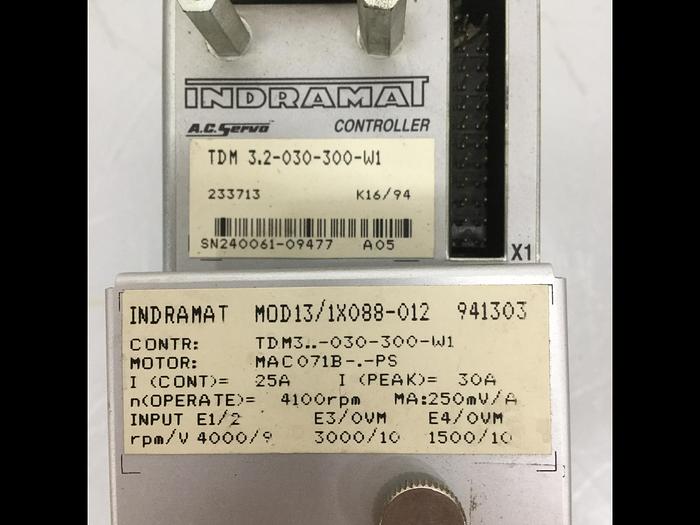 INDRAMAT
A.C. Servo CONTROLLER
TDM 3.2-030-300-W1
233713 K16/94
SN240061-09477 A05
X1
INDRAMAT MOD13/1X088-012 941303
CONTR: TDM3..-030-300-W1
MOTOR: MAC071B-.-PS
I (CONT)= 25A I (PEAK)= 30A
n(OPERATE)= 4100rpm MA:250mV/A
INPUT E1/2 E3/0VM E4/0VM
rpm/V 4000/9 3000/10 1500/10